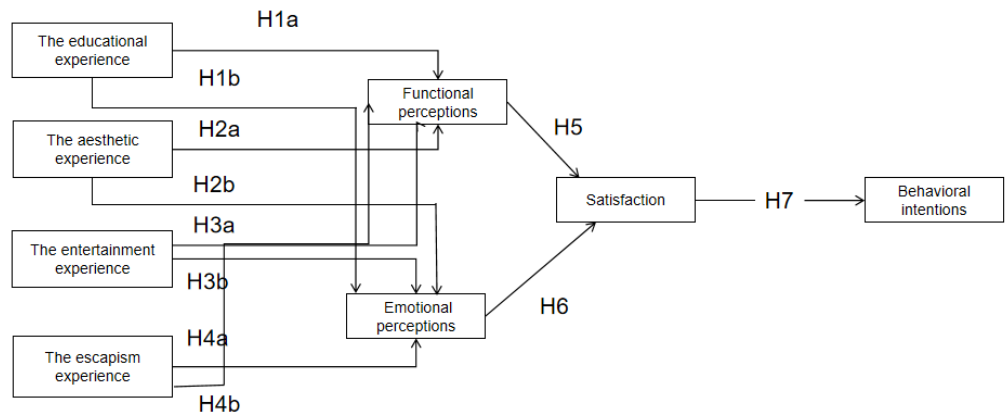 H1a
The educational
experience
H1b
Functional
perceptions
H2a
The aesthetic
experience
H5
H2b
Satisfaction
H7
Behavioral
intentions
H3a
The entertainment
experience
H3b
Emotional
perceptions
H6
H4a
The escapism
experience
H4b